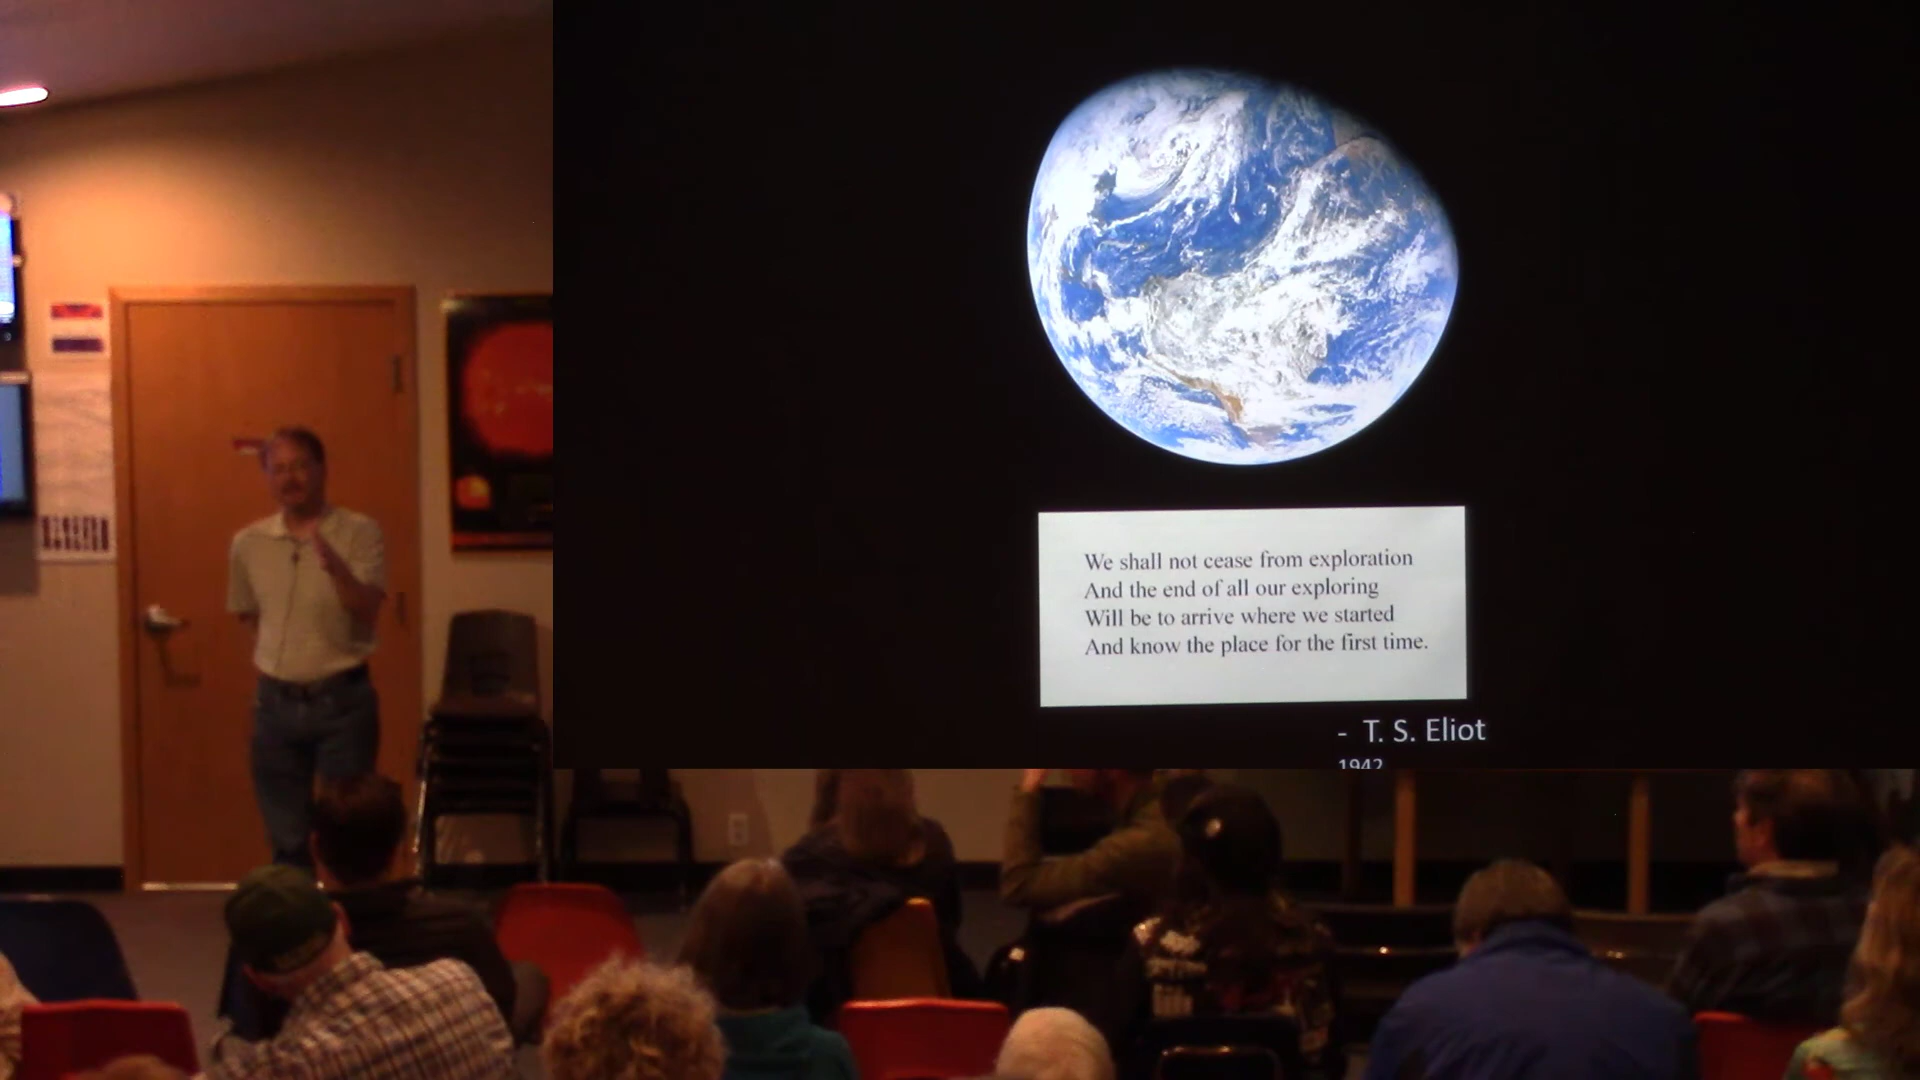 We shall not cease from exploration
And the end of all our exploring
Will be to arrive where we started
And know the place for the first time.
- T. S. Eliot
1942